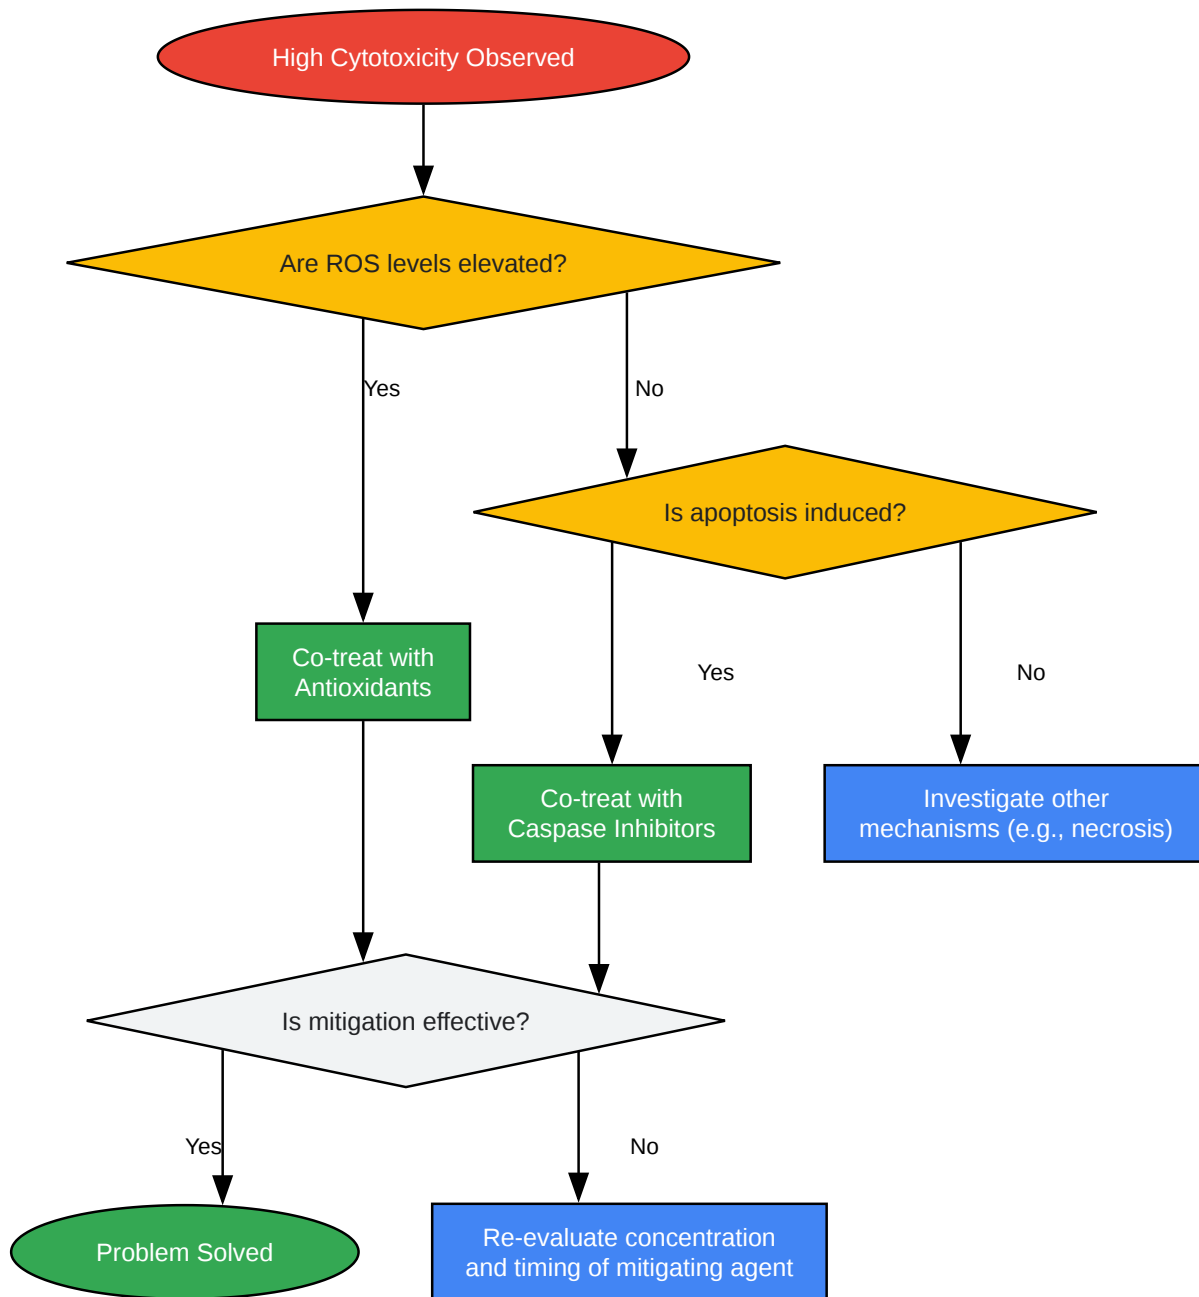 High Cytotoxicity Observed
Are ROS levels elevated?
Yes
No
Is apoptosis induced?
Co-treat with
Antioxidants
Yes
No
Co-treat with
Caspase Inhibitors
Investigate other
mechanisms (e.g., necrosis)
Is mitigation effective?
Yes
No
Problem Solved
Re-evaluate concentration
and timing of mitigating agent